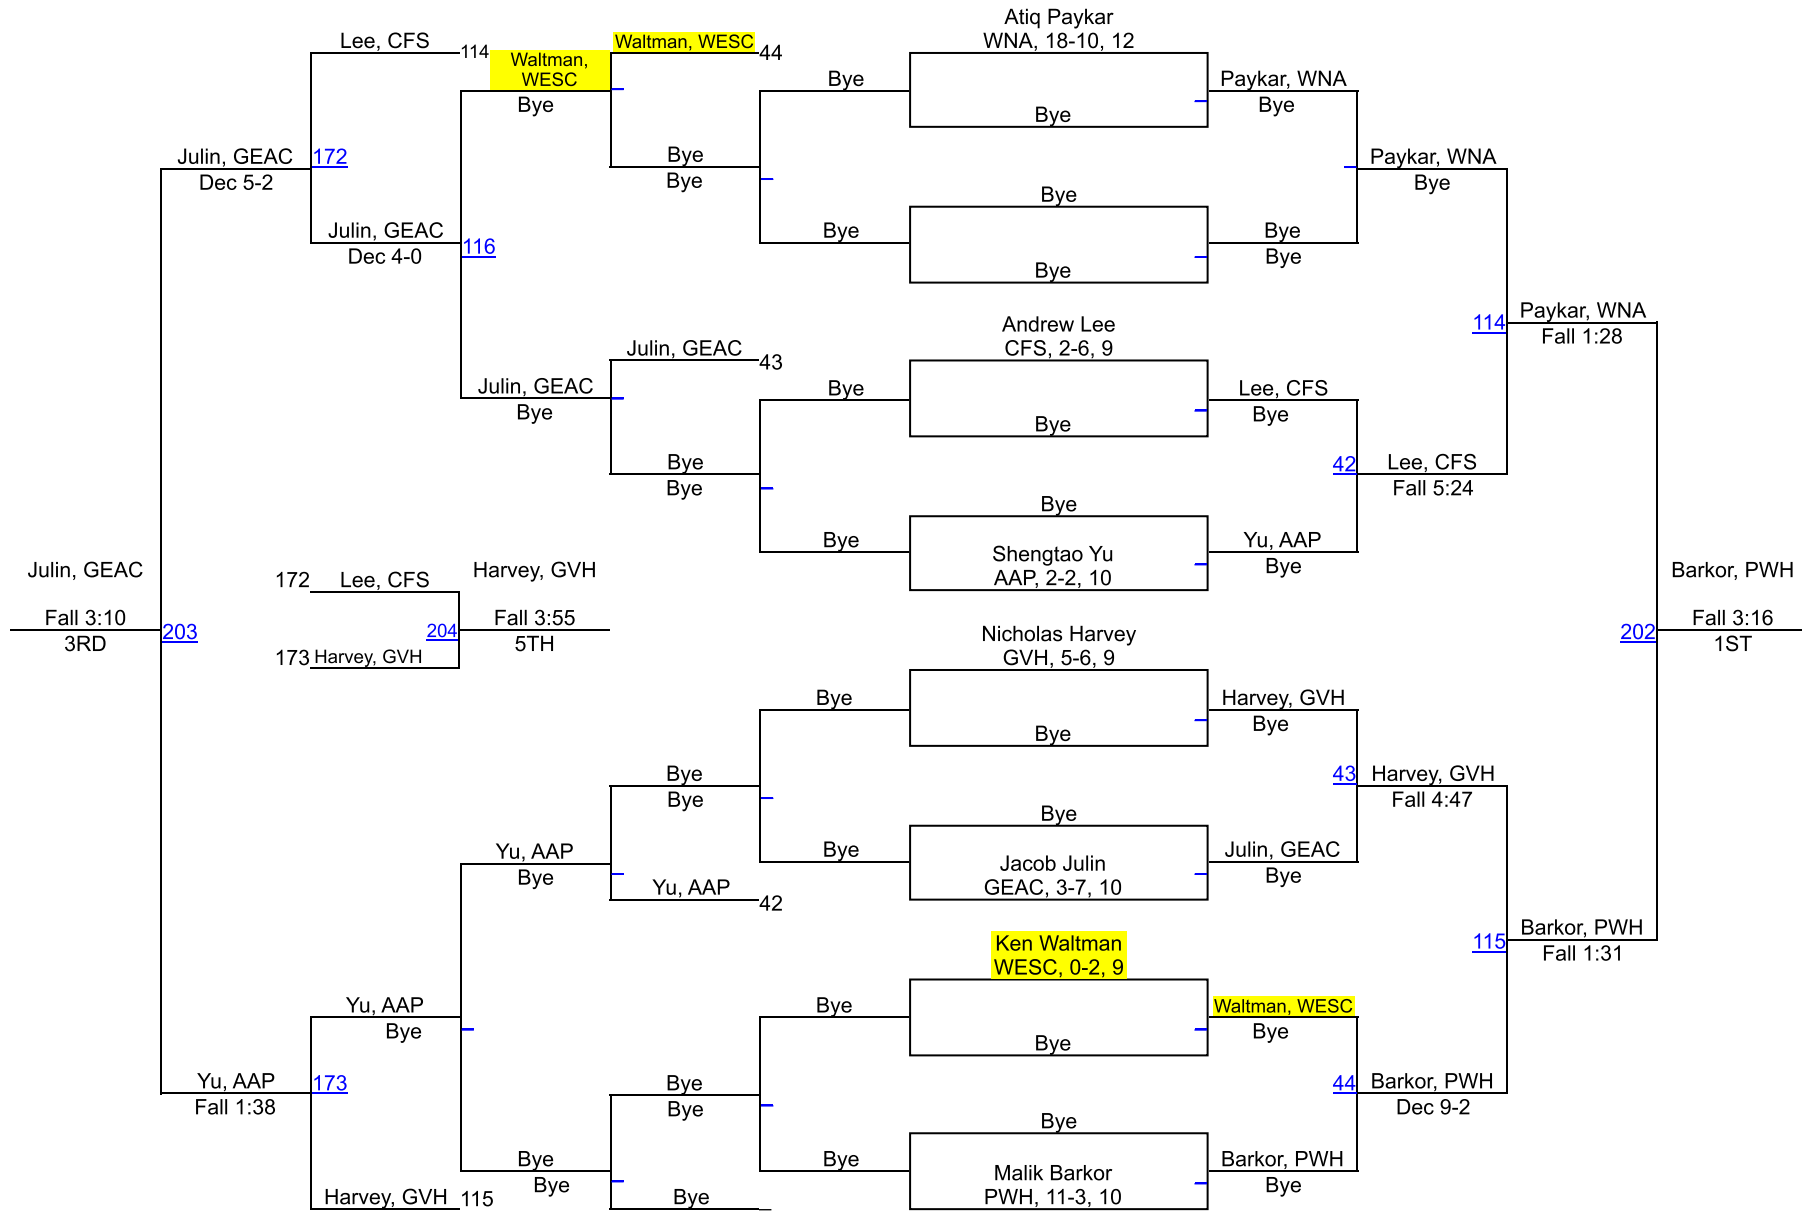 Atiq Paykar
Lee, CFS
114
Waltman, WESC
44
WNA, 18-10, 12
Waltman,
WESC
Bye
Paykar, WNA
Bye
Bye
Bye
Julin, GEAC
172
Bye
Paykar, WNA
Dec 5-2
Bye
Bye
Bye
Julin, GEAC
116
Bye
Bye
Dec 4-0
Bye
Bye
Andrew Lee
Paykar, WNA
Julin, GEAC
43
CFS, 2-6, 9
114
Fall 1:28
Julin, GEAC
Bye
Lee, CFS
Bye
Bye
Bye
Bye
42
Lee, CFS
Bye
Fall 5:24
Bye
Bye
Shengtao Yu
Yu, AAP
AAP, 2-2, 10
Bye
Julin, GEAC
172
Lee, CFS
Harvey, GVH
Barkor, PWH
Fall 3:10
203
204
Fall 3:55
Nicholas Harvey
202
Fall 3:16
3RD
173
Harvey, GVH
5TH
GVH, 5-6, 9
1ST
Bye
Harvey, GVH
Bye
Bye
Bye
43
Harvey, GVH
Bye
Fall 4:47
Bye
Yu, AAP
Bye
Jacob Julin
Julin, GEAC
Bye
Yu, AAP
42
GEAC, 3-7, 10
Bye
Ken Waltman
Barkor, PWH
WESC, 0-2, 9
115
Fall 1:31
Yu, AAP
Bye
Waltman, WESC
Bye
Bye
Bye
Yu, AAP
173
Bye
44
Barkor, PWH
Fall 1:38
Bye
Dec 9-2
Bye
Bye
Bye
Malik Barkor
Barkor, PWH
Bye
Harvey, GVH
115
Bye
PWH, 11-3, 10
Bye